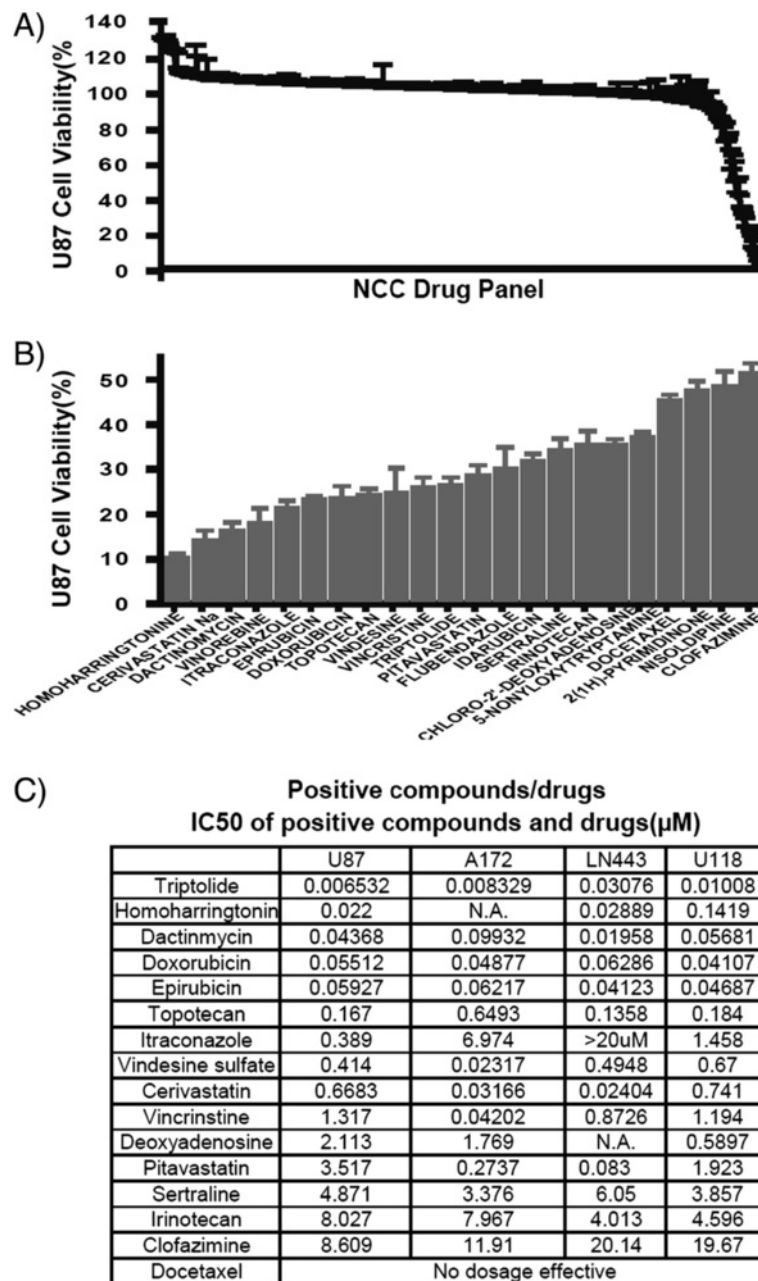 A)
U87 Cell Viability(%
140
120
100
80
60
40
20
0
NCC Drug Panel
B)
U87 Cell Viability(%)
50
40
30
20
10
0
HOMOHARRINGTONINE
CERIVASTATIN Na
DACTINOMYCIN
VINOREBINE
ITRACONAZOLE
EPIRUBICIN
DOXORUBICIN
TOPOTECAN
VINDESINE
VINCRISTINE
TRIPTOLIDE
PITAVASTATIN
FLUBENDAZOLE
IDARUBICIN
SERTRALINE
IRINOTECAN
CHLORO-2'-DEOXYADENOSINE
5-NONYLOXYTRYPTAMINE
DOCETAXEL
2(1H)-PYRIMIDINONE
NISOLDIPINE
CLOFAZIMINE
C)
Positive compounds/drugs
IC50 of positive compounds and drugs(µM)
U87 A172 LN443 U118
Triptolide 0.006532 0.008329 0.03076 0.01008
Homoharringtonin 0.022 N.A. 0.02889 0.1419
Dactinmycin 0.04368 0.09932 0.01958 0.05681
Doxorubicin 0.05512 0.04877 0.06286 0.04107
Epirubicin 0.05927 0.06217 0.04123 0.04687
Topotecan 0.167 0.6493 0.1358 0.184
Itraconazole 0.389 6.974 >20uM 1.458
Vindesine sulfate 0.414 0.02317 0.4948 0.67
Cerivastatin 0.6683 0.03166 0.02404 0.741
Vincrinstine 1.317 0.04202 0.8726 1.194
Deoxyadenosine 2.113 1.769 N.A. 0.5897
Pitavastatin 3.517 0.2737 0.083 1.923
Sertraline 4.871 3.376 6.05 3.857
Irinotecan 8.027 7.967 4.013 4.596
Clofazimine 8.609 11.91 20.14 19.67
Docetaxel No dosage effective